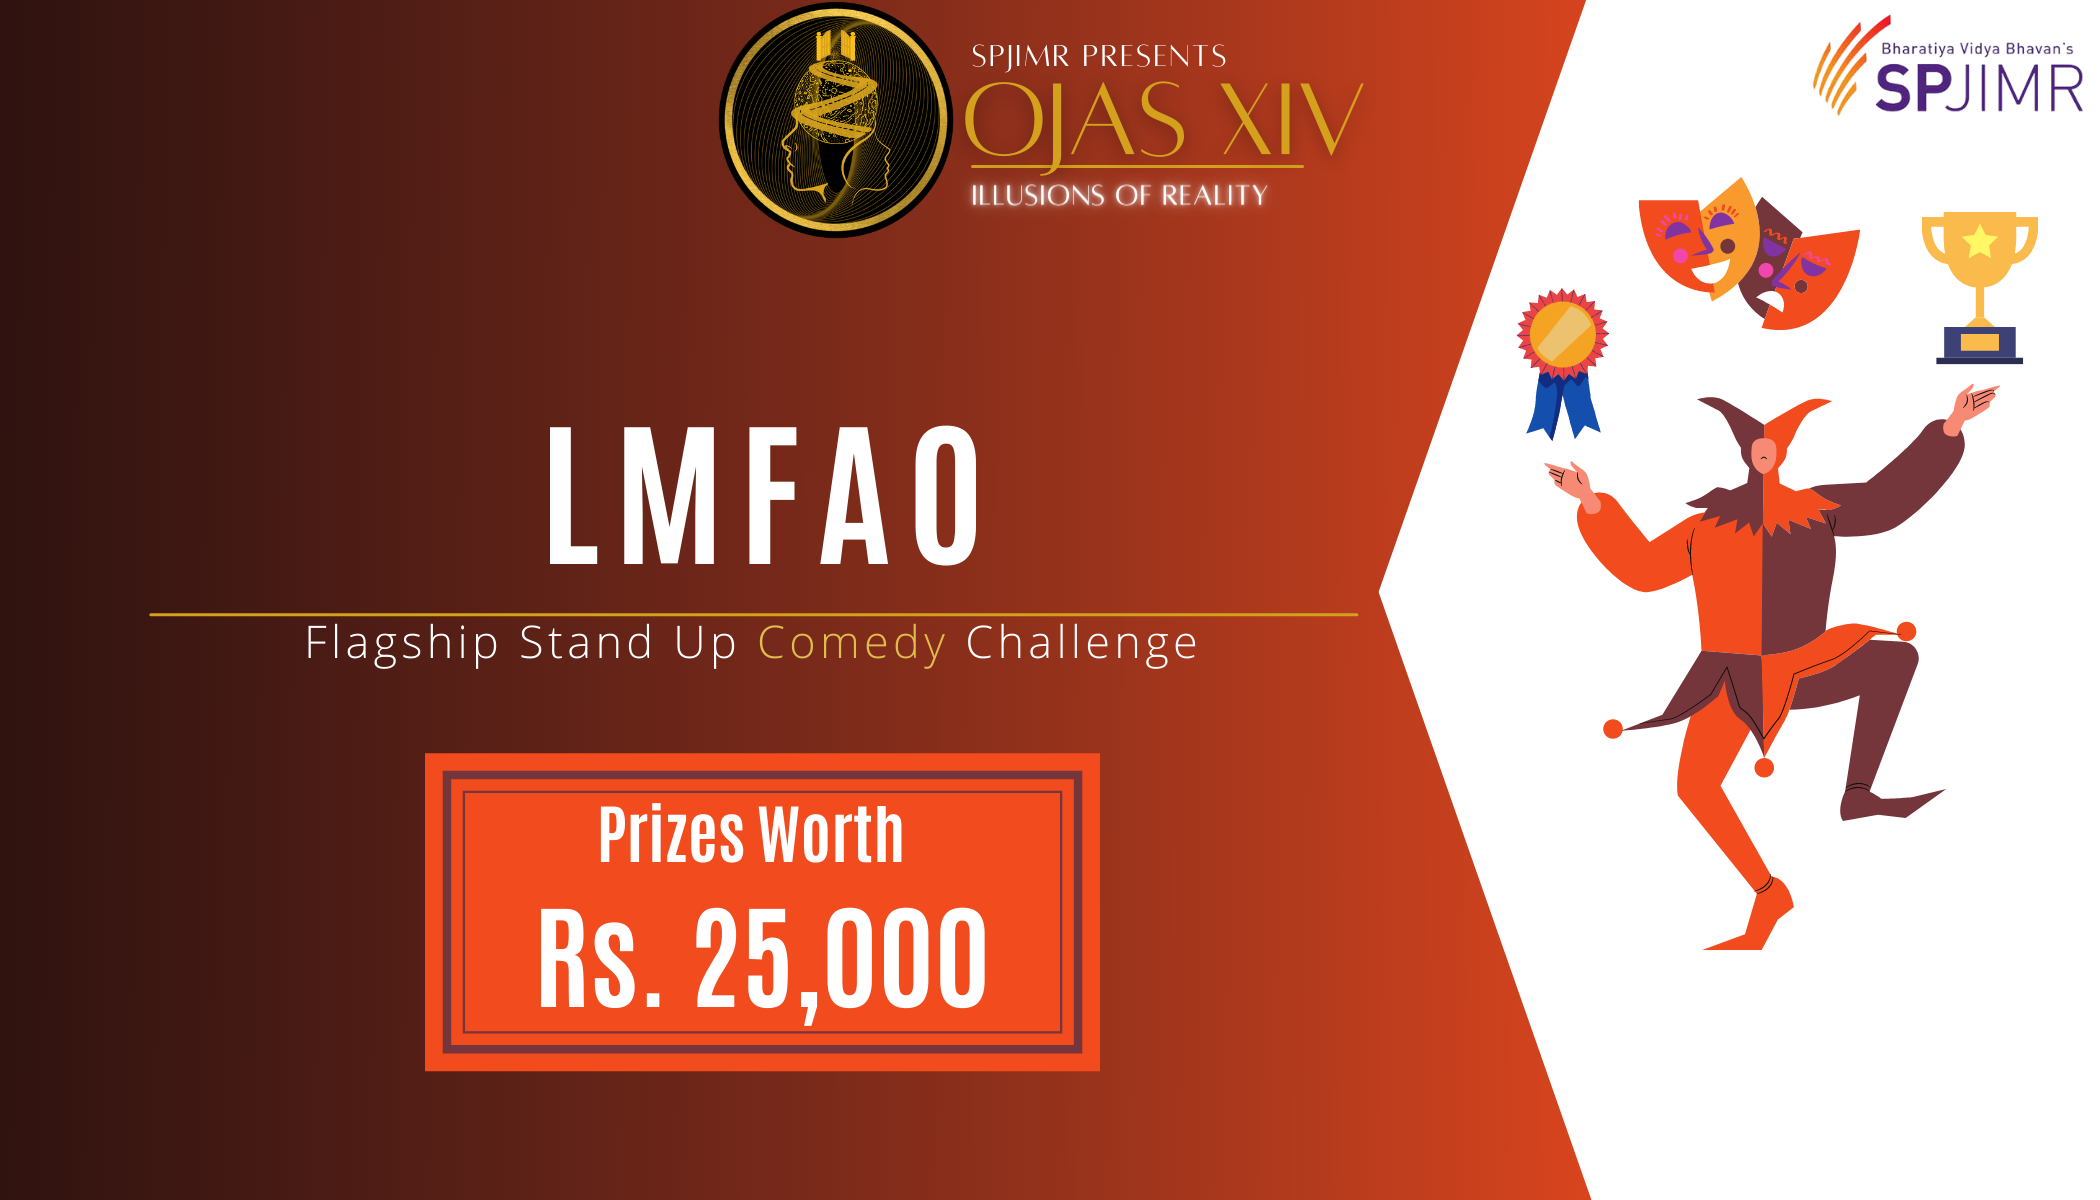 SPJIMR PRESENTS
OJAS XIV
ILLUSIONS OF REALITY
Bharatiya Vidya Bhavan's
SPJIMR
LMFAO
Flagship Stand Up Comedy Challenge
Prizes Worth
Rs. 25,000